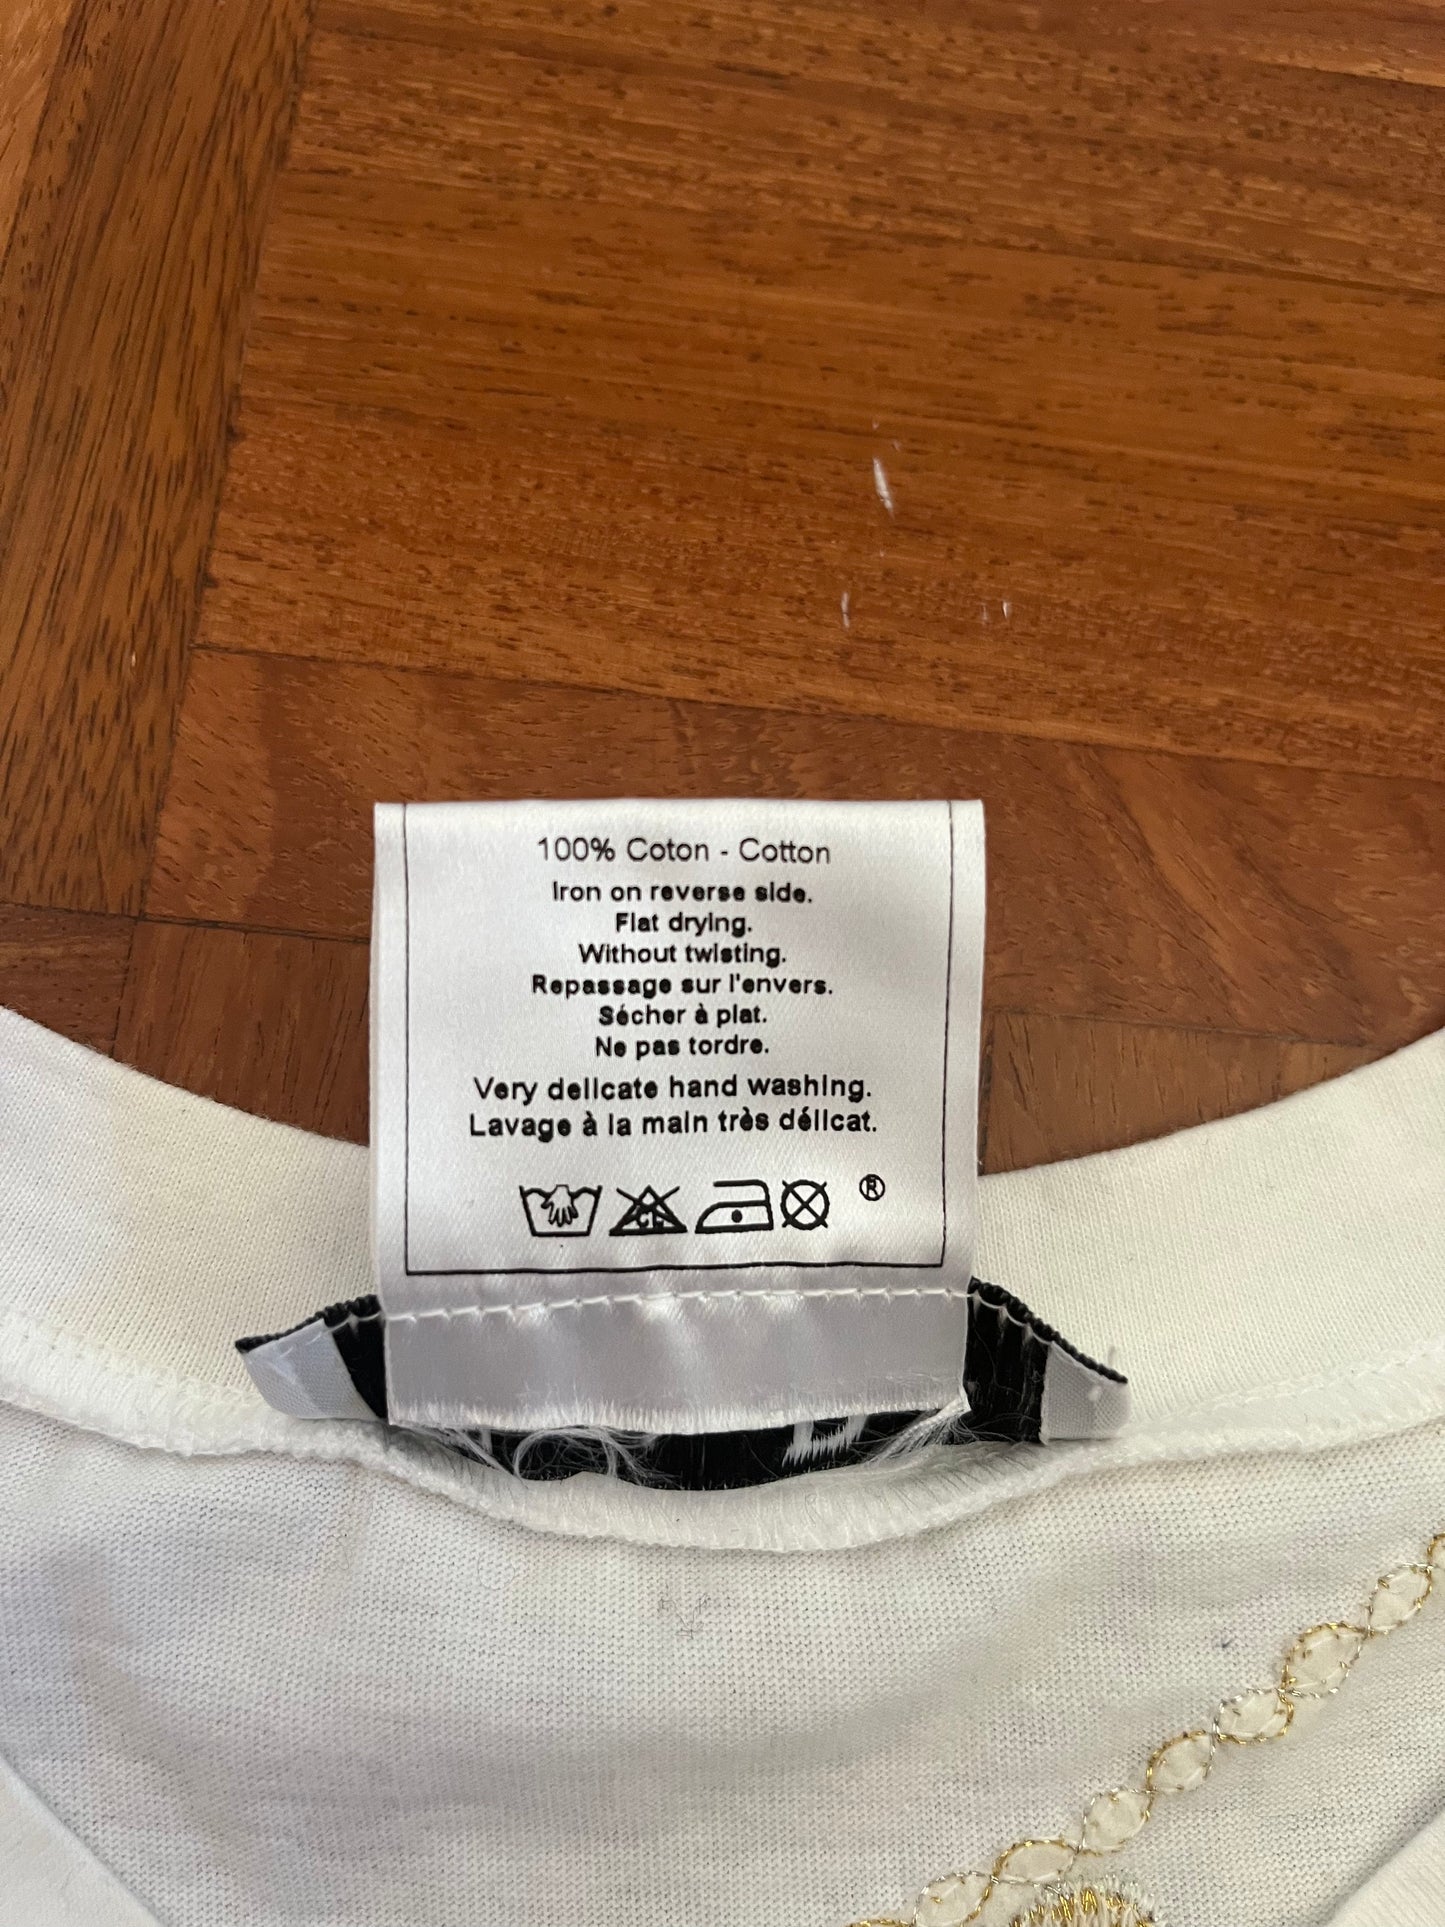 100% Coton - Cotton
Iron on reverse side.
Flat drying.
Without twisting.
Repassage sur l'envers.
Sécher à plat.
Ne pas tordre.
Very delicate hand washing.
Lavage à la main très délicat.
CL ®